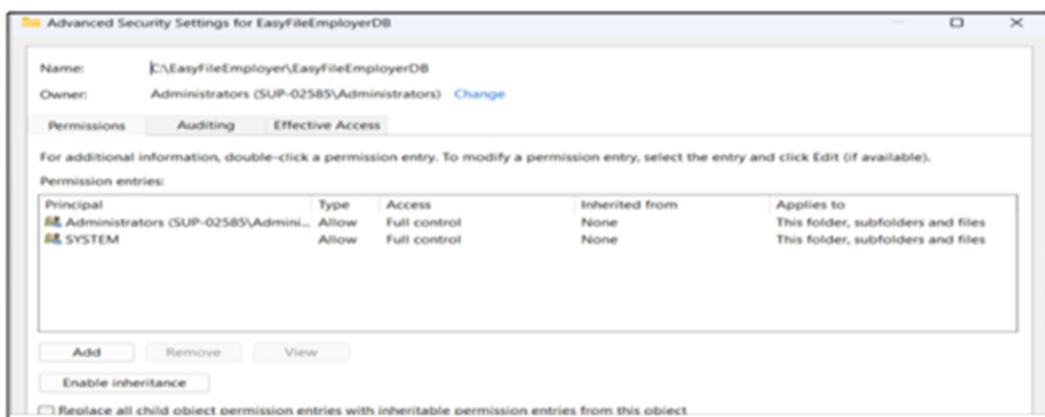 Advanced Security Settings for EasyFileEmployerDB
Name: C:\EasyFileEmployer\EasyFileEmployerDB
Owner: Administrators (SUP-02585\Administrators) Change
Permissions Auditing Effective Access
For additional information, double-click a permission entry. To modify a permission entry, select the entry and click Edit (if available).
Permission entries:
Principal Type Access Inherited from Applies to
Administrators (SUP-02585\Admini... Allow Full control None This folder, subfolders and files
SYSTEM Allow Full control None This folder, subfolders and files
Add Remove View
Enable inheritance
Replace all child object permission entries with inheritable permission entries from this object